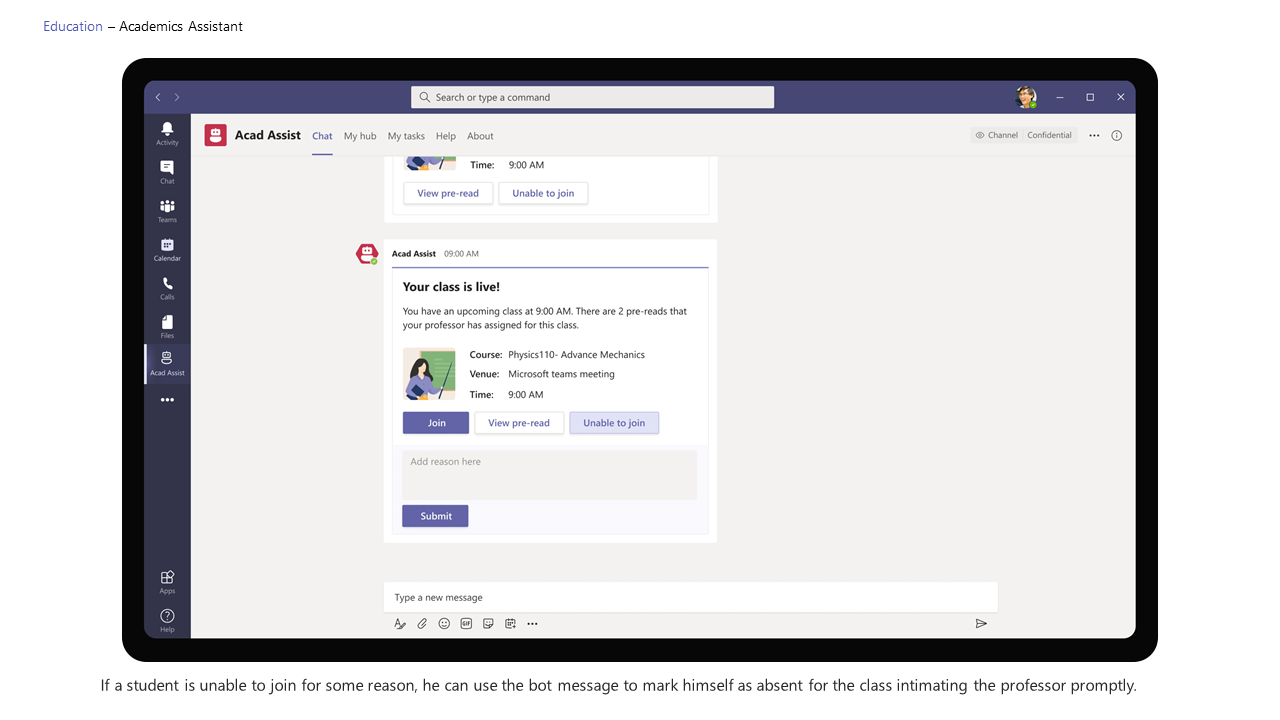 Education – Academics Assistant
Search or type a command
Activity
Chat
Teams
Calendar
Calls
Files
Acad Assist
Apps
Help
Acad Assist Chat My hub My tasks Help About
Channel Confidential
Time: 9:00 AM
View pre-read Unable to join
Acad Assist 09:00 AM
Your class is live!
You have an upcoming class at 9:00 AM. There are 2 pre-reads that
your professor has assigned for this class.
Course: Physics110- Advance Mechanics
Venue: Microsoft teams meeting
Time: 9:00 AM
Join View pre-read Unable to join
Add reason here
Submit
Type a new message
GIF
If a student is unable to join for some reason, he can use the bot message to mark himself as absent for the class intimating the professor promptly.